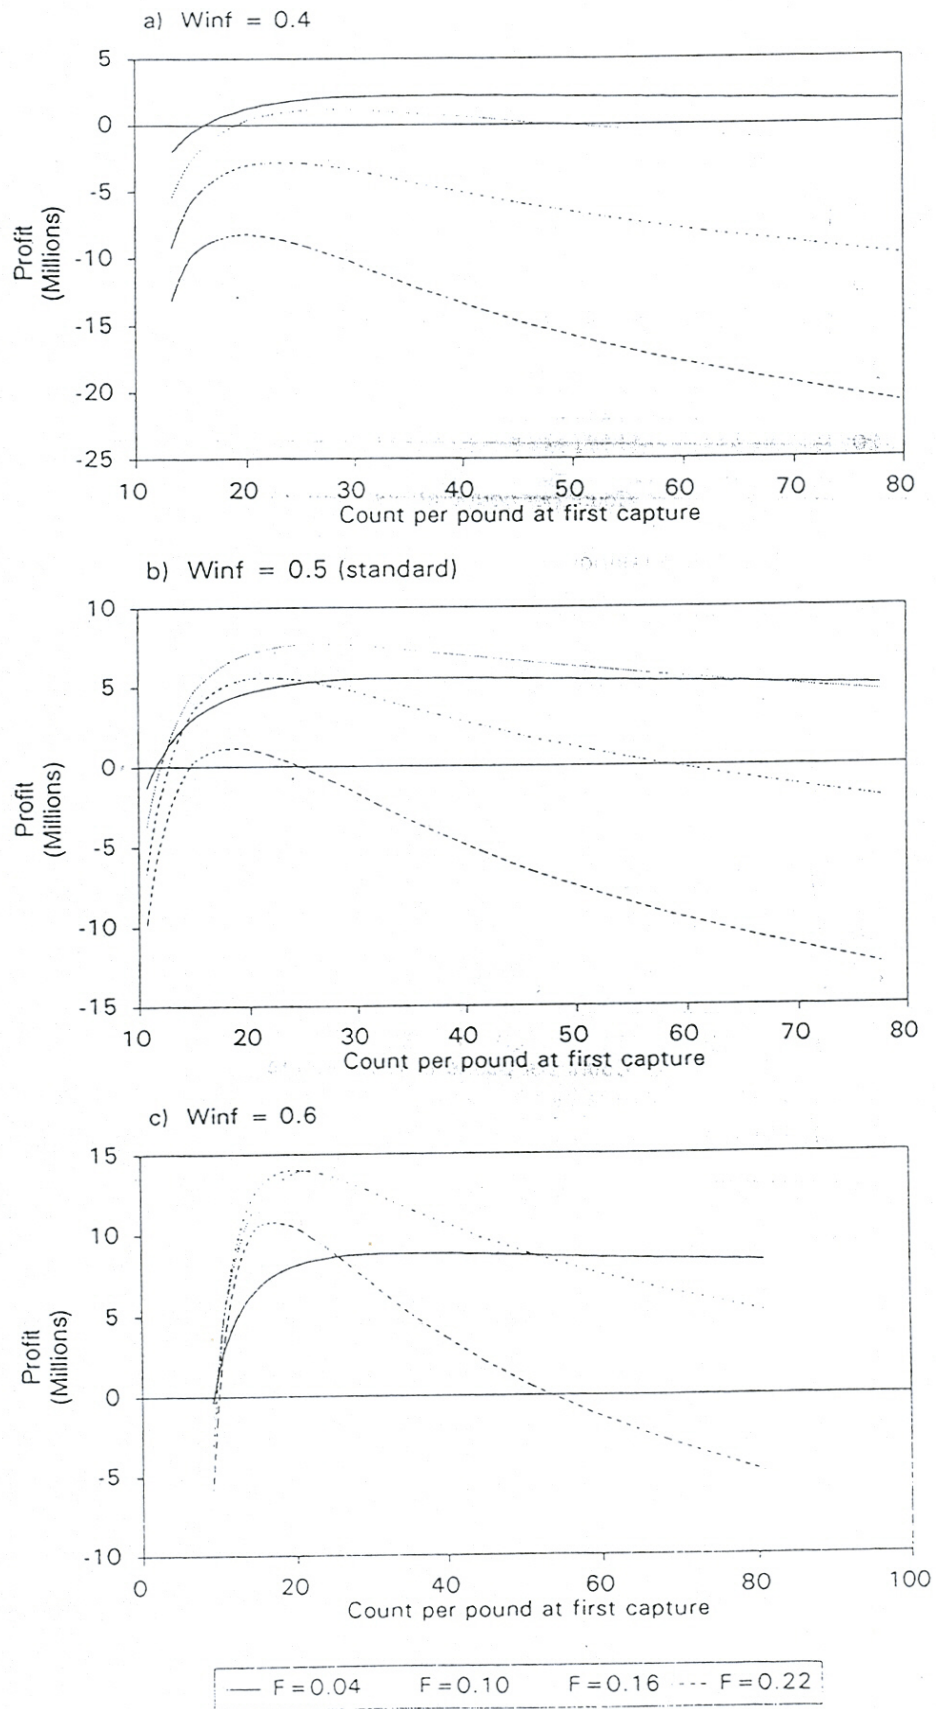 a) Winf = 0.4
5
0
-5
-10
-15
-20
-25
Profit
(Millions)
10 20 30 40 50 60 70 80
Count per pound at first capture
b) Winf = 0.5 (standard)
10
5
0
-5
-10
-15
Profit
(Millions)
10 20 30 40 50 60 70 80
Count per pound at first capture
c) Winf = 0.6
15
10
5
0
-5
-10
Profit
(Millions)
0 20 40 60 80 100
Count per pound at first capture
F=0.04 F=0.10 F=0.16 F=0.22